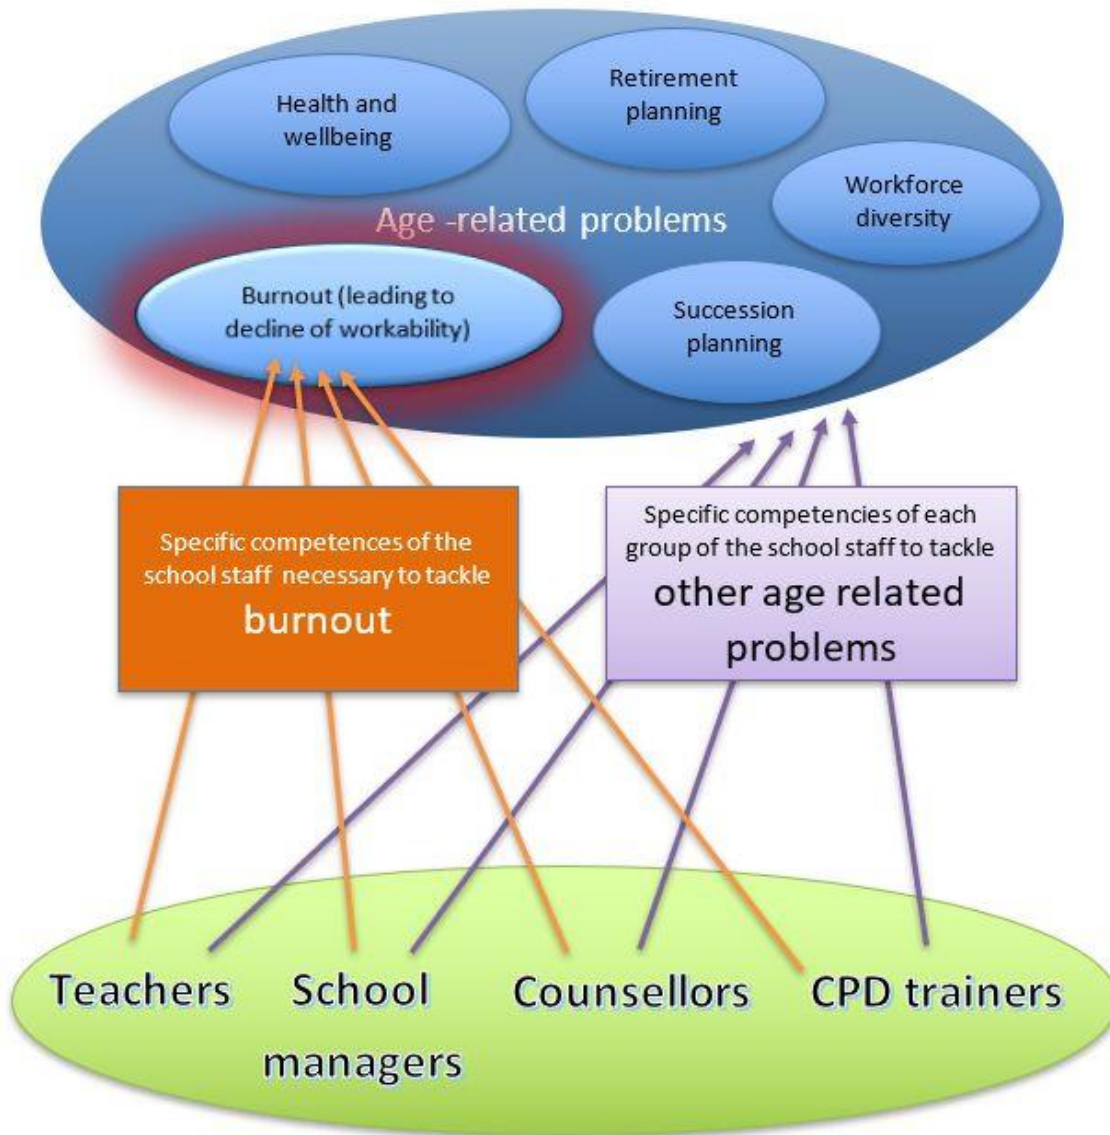 Health and
wellbeing
Retirement
planning
Workforce
diversity
Age -related problems
Burnout (leading to
decline of workability)
Succession
planning
Specific competences of the
school staff necessary to tackle
burnout
Specific competencies of each
group of the school staff to tackle
other age related
problems
Teachers
School
managers
Counsellors
CPD trainers